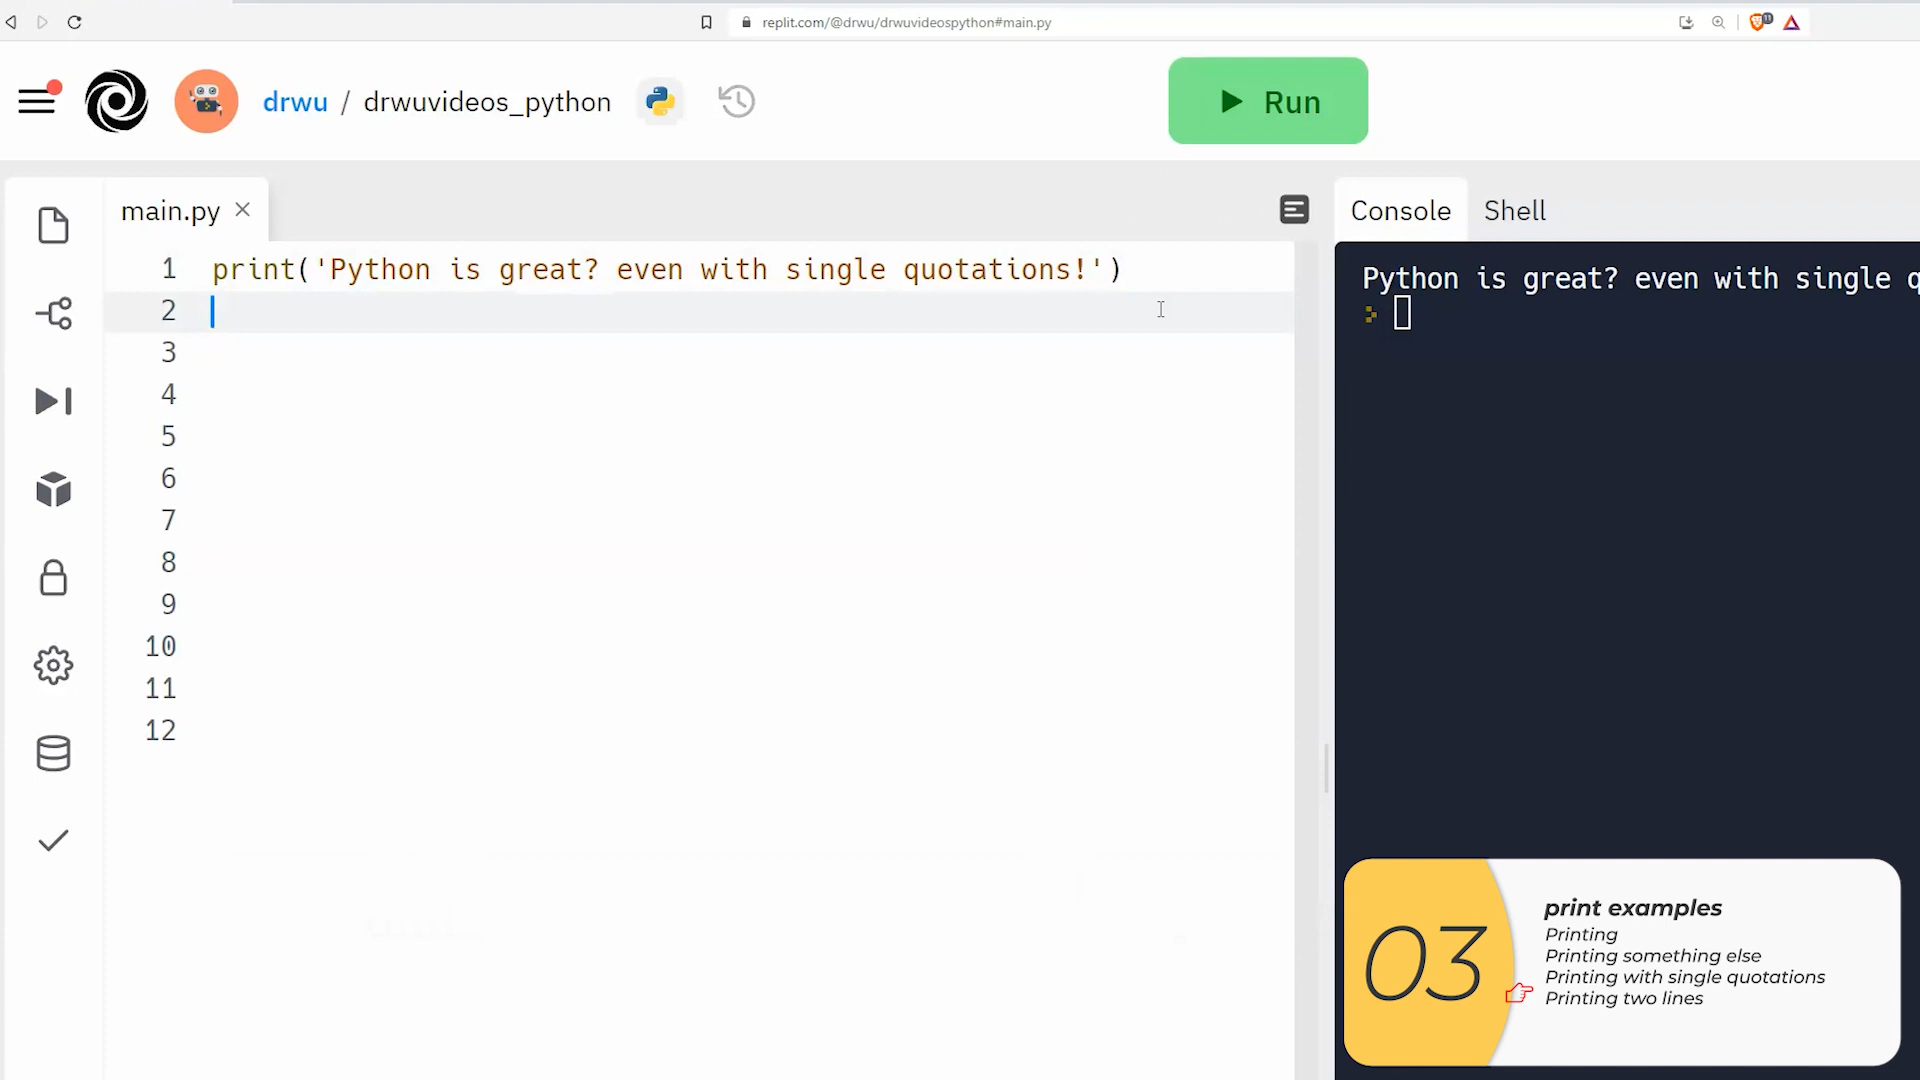 replit.com/@drwu/drwuvideospython#main.py
11
drwu / drwuvideos_python
Run
main.py
Console
Shell
1 print('Python is great? even with single quotations!')
2
3
4
5
6
7
8
9
10
11
12
Python is great? even with single q
03
print examples
Printing
Printing something else
Printing with single quotations
Printing two lines